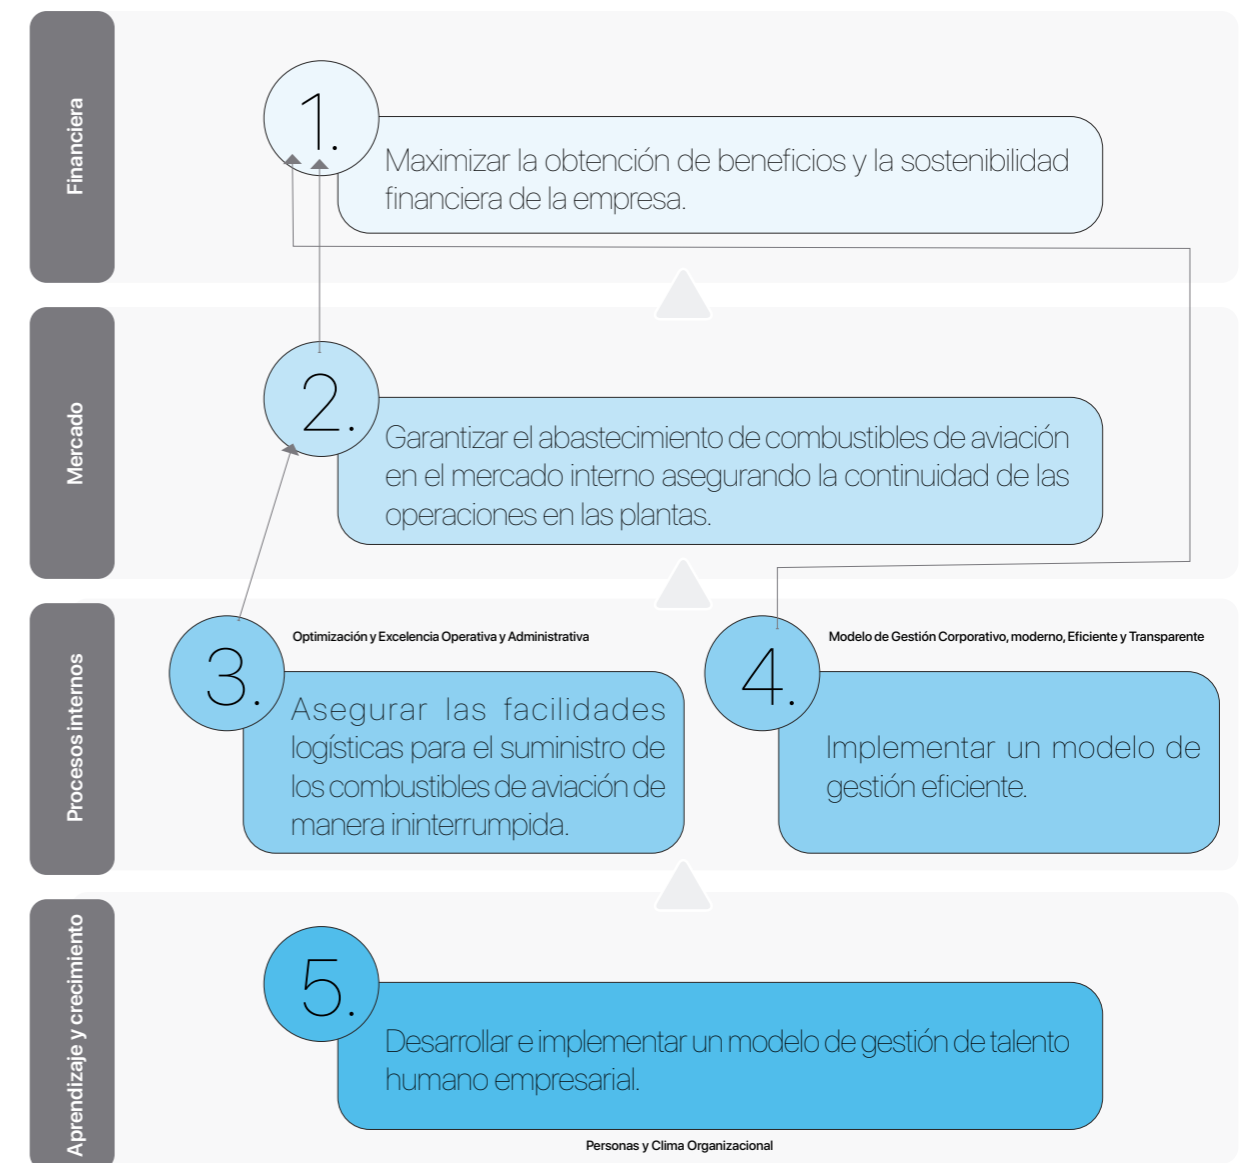 Financiera
1.
Maximizar la obtención de beneficios y la sostenibilidad
financiera de la empresa.
Mercado
2.
Garantizar el abastecimiento de combustibles de aviación
en el mercado interno asegurando la continuidad de las
operaciones en las plantas.
Procesos internos
3.
Optimización y Excelencia Operativa y Administrativa
Asegurar las facilidades
logísticas para el suministro de
los combustibles de aviación de
manera ininterrumpida.
4.
Modelo de Gestión Corporativo, moderno, Eficiente y Transparente
Implementar un modelo de
gestión eficiente.
Aprendizaje y crecimiento
5.
Desarrollar e implementar un modelo de gestión de talento
humano empresarial.
Personas y Clima Organizacional